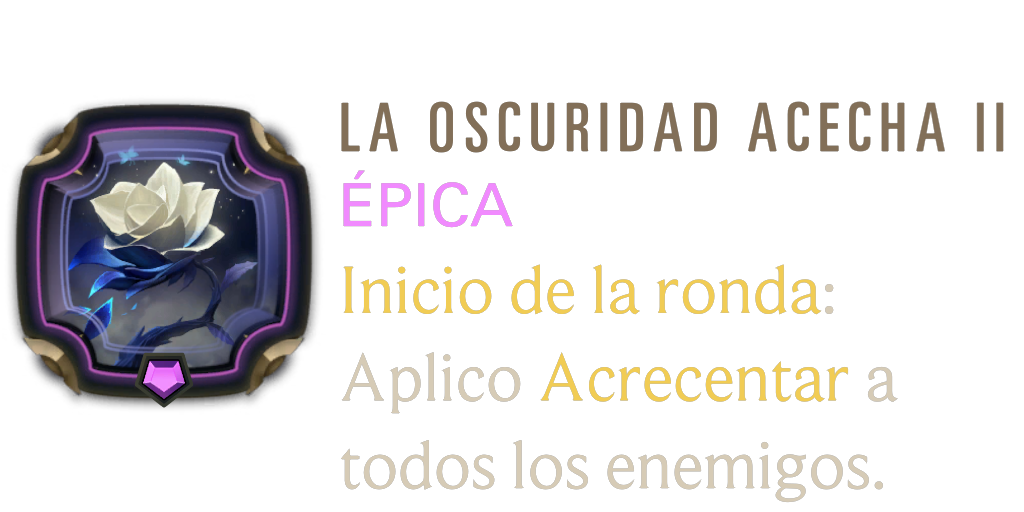 LA OSCURIDAD ACECHA II
ÉPICA
Inicio de la ronda:
Aplico Acrecentar a
todos los enemigos.